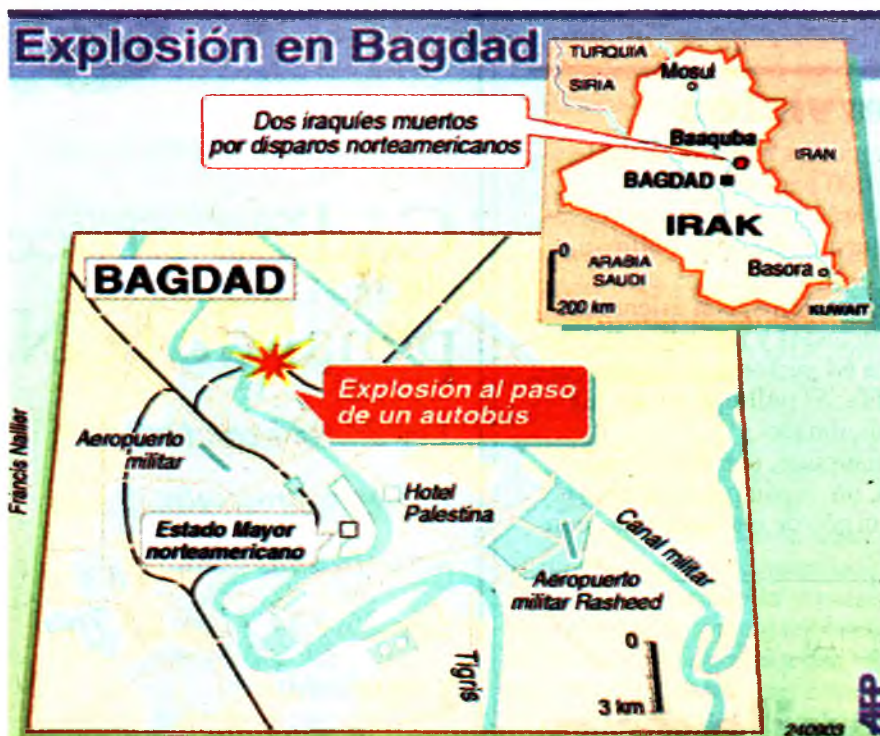 Explosión en Bagdad
TURQUIA
SIRIA
Mosul
Dos iraquíes muertos
por disparos norteamericanos
Baaquba
IRAN
BAGDAD
IRAK
0
ARABIA
SAUDI
200 km
Basora
KUWAIT
BAGDAD
Explosión al paso
de un autobús
Aeropuerto
militar
Hotel
Palestina
Estado Mayor
norteamericano
Canal militar
Aeropuerto
militar Rasheed
Tigris
0
3 km
Francis Nallier
240903
AFP